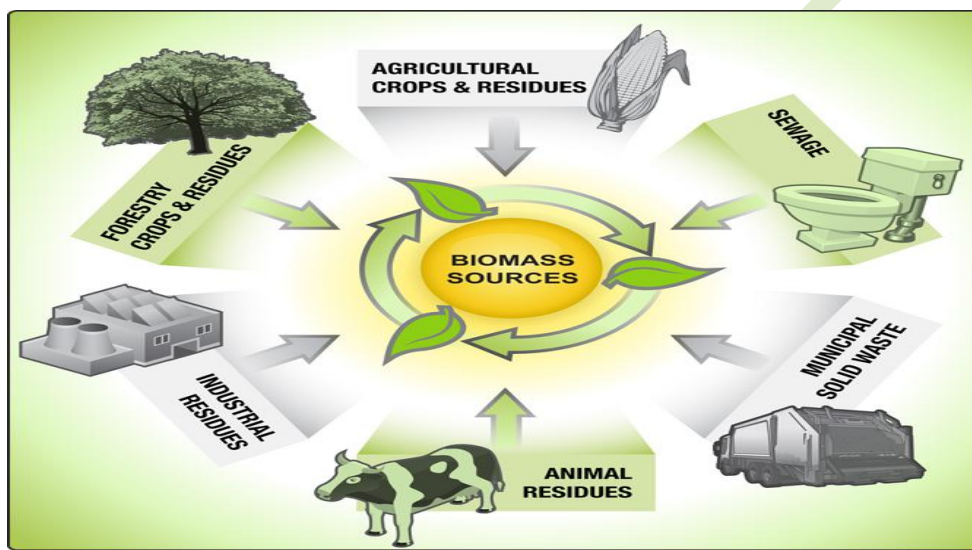 AGRICULTURAL
CROPS & RESIDUES
SEWAGE
FORESTRY
CROPS & RESIDUES
BIOMASS
SOURCES
INDUSTRIAL
RESIDUES
MUNICIPAL
SOLID WASTE
ANIMAL
RESIDUES